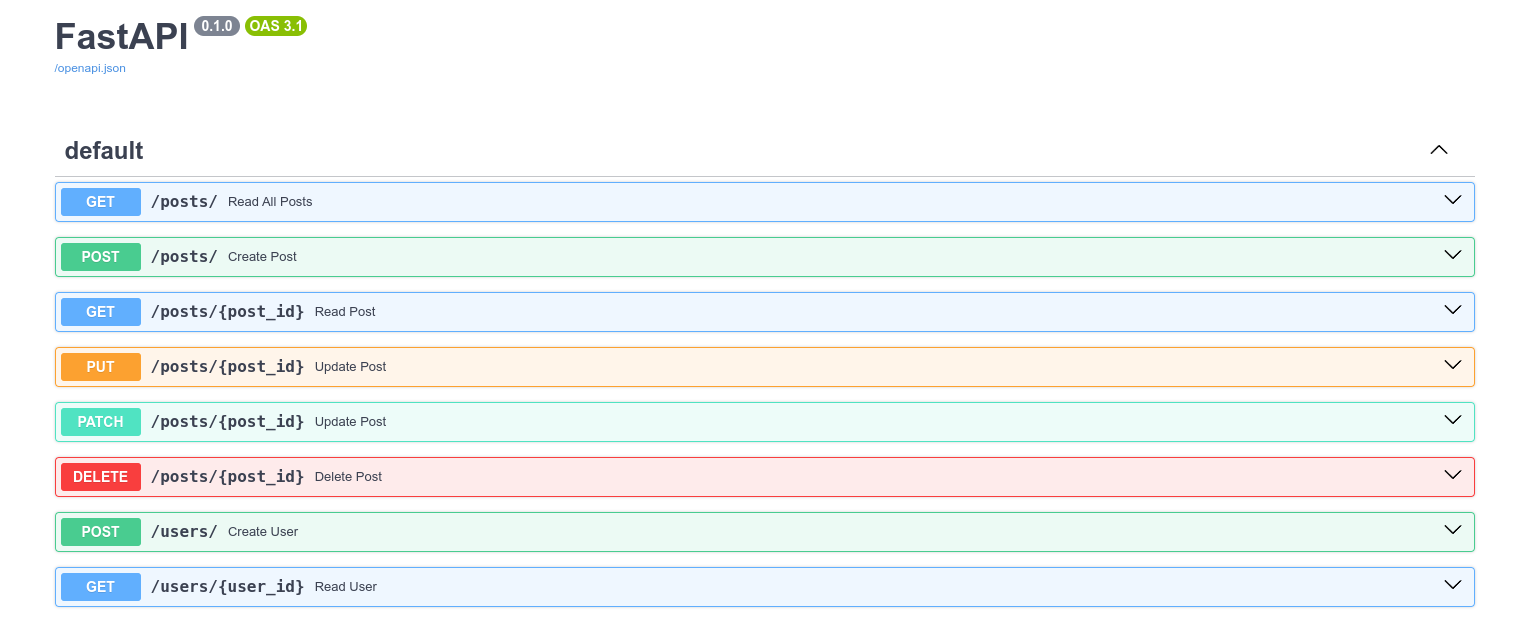 FastAPI 0.1.0 OAS 3.1
/openapi.json
default
GET /posts/ Read All Posts
POST /posts/ Create Post
GET /posts/{post_id} Read Post
PUT /posts/{post_id} Update Post
PATCH /posts/{post_id} Update Post
DELETE /posts/{post_id} Delete Post
POST /users/ Create User
GET /users/{user_id} Read User